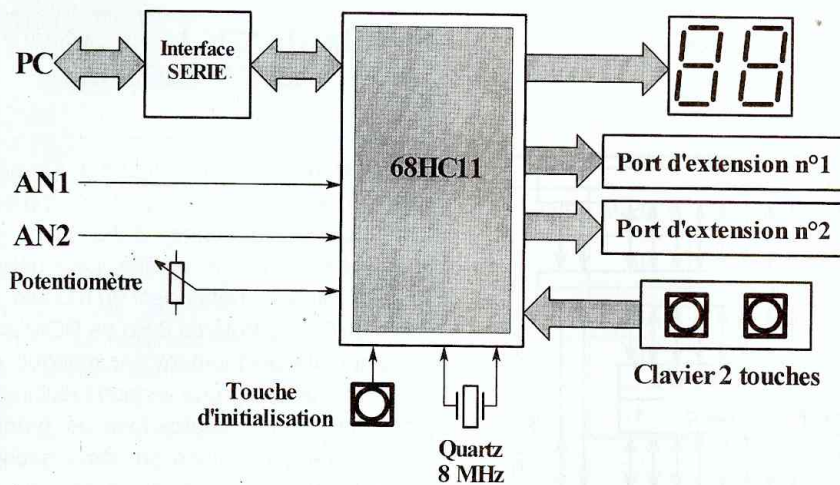 PC
Interface
SERIE
68HC11
Port d'extension n°1
AN1
AN2
Port d'extension n°2
Potentiomètre
Clavier 2 touches
Touche
d'initialisation
Quartz
8 MHz